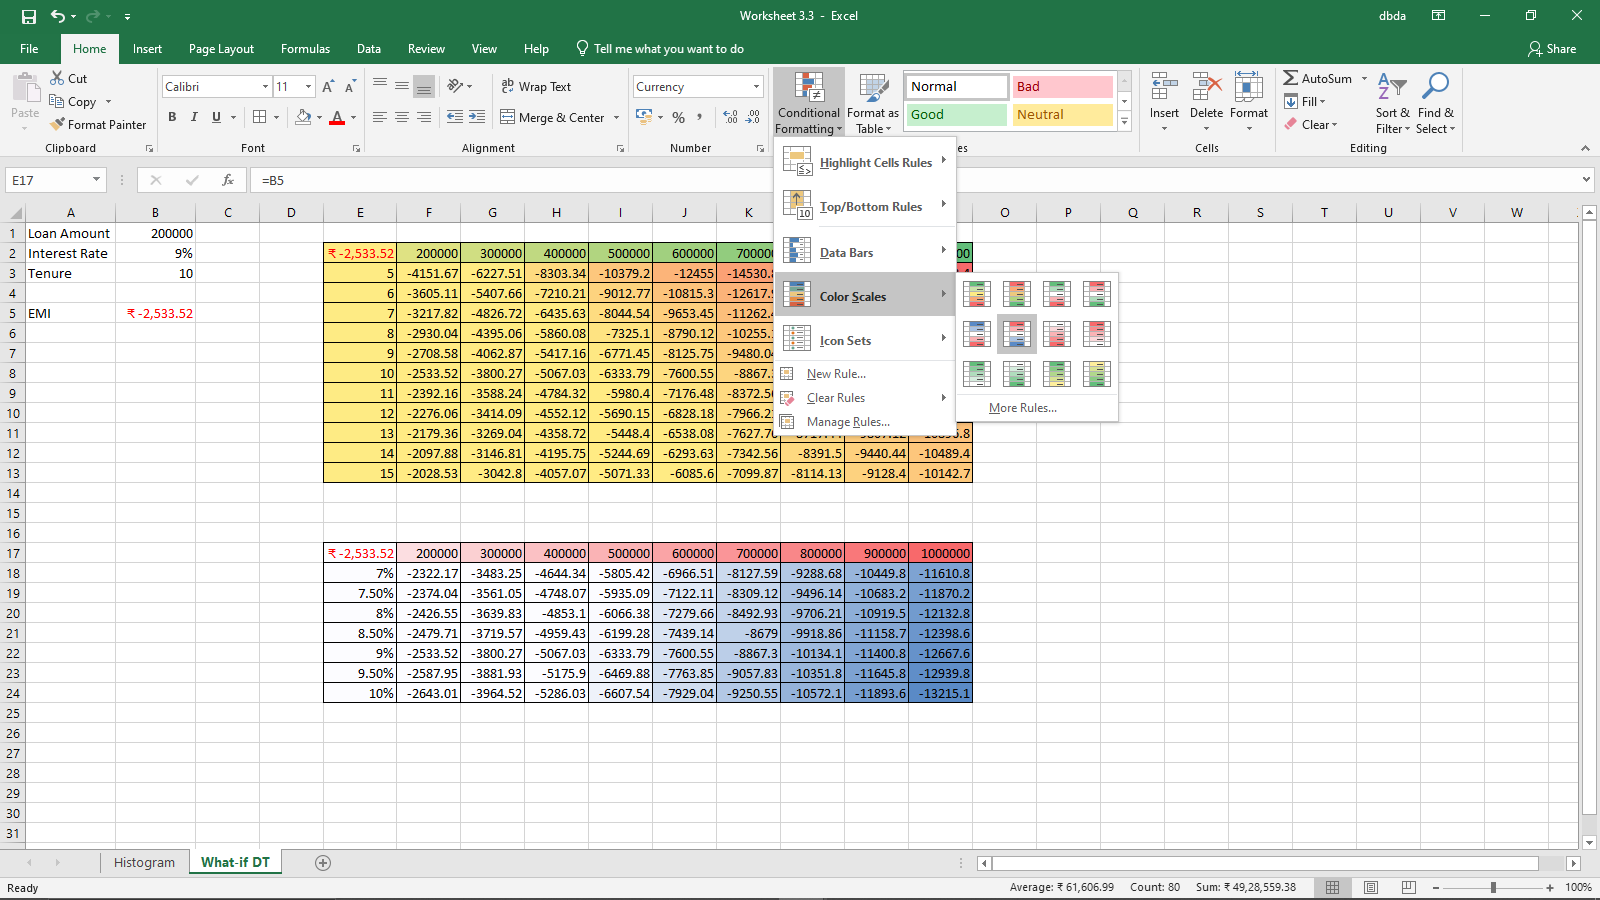 Worksheet 3.3 - Excel
dbda
File Home Insert Page Layout Formulas Data Review View Help Tell me what you want to do Share
Paste
Cut
Copy
Format Painter
Clipboard
Calibri 11
B I U
Font
Wrap Text
Merge & Center
Alignment
Currency
% ,
Number
Conditional Formatting
Format as Table
Normal Bad
Good Neutral
es
Insert Delete Format
Cells
AutoSum
Fill
Clear
Sort & Filter
Find & Select
Editing
E17 fx =B5
Highlight Cells Rules
Top/Bottom Rules
Data Bars
Color Scales
Icon Sets
New Rule...
Clear Rules
Manage Rules...
More Rules...
A B C D E F G H I J K O P Q R S T U V W
1 Loan Amount 200000
2 Interest Rate 9% ₹ -2,533.52 200000 300000 400000 500000 600000 70000 00
3 Tenure 10 5 -4151.67 -6227.51 -8303.34 -10379.2 -12455 -14530.
4 6 -3605.11 -5407.66 -7210.21 -9012.77 -10815.3 -12617.
5 EMI ₹ -2,533.52 7 -3217.82 -4826.72 -6435.63 -8044.54 -9653.45 -11262.
6 8 -2930.04 -4395.06 -5860.08 -7325.1 -8790.12 -10255.
7 9 -2708.58 -4062.87 -5417.16 -6771.45 -8125.75 -9480.04
8 10 -2533.52 -3800.27 -5067.03 -6333.79 -7600.55 -8867.
9 11 -2392.16 -3588.24 -4784.32 -5980.4 -7176.48 -8372.5
10 12 -2276.06 -3414.09 -4552.12 -5690.15 -6828.18 -7966.2
11 13 -2179.36 -3269.04 -4358.72 -5448.4 -6538.08 -7627.7
12 14 -2097.88 -3146.81 -4195.75 -5244.69 -6293.63 -7342.56 -8391.5 -9440.44 -10489.4
13 15 -2028.53 -3042.8 -4057.07 -5071.33 -6085.6 -7099.87 -8114.13 -9128.4 -10142.7
14
15
16
17 ₹ -2,533.52 200000 300000 400000 500000 600000 700000 800000 900000 1000000
18 7% -2322.17 -3483.25 -4644.34 -5805.42 -6966.51 -8127.59 -9288.68 -10449.8 -11610.8
19 7.50% -2374.04 -3561.05 -4748.07 -5935.09 -7122.11 -8309.12 -9496.14 -10683.2 -11870.2
20 8% -2426.55 -3639.83 -4853.1 -6066.38 -7279.66 -8492.93 -9706.21 -10919.5 -12132.8
21 8.50% -2479.71 -3719.57 -4959.43 -6199.28 -7439.14 -8679 -9918.86 -11158.7 -12398.6
22 9% -2533.52 -3800.27 -5067.03 -6333.79 -7600.55 -8867.3 -10134.1 -11400.8 -12667.6
23 9.50% -2587.95 -3881.93 -5175.9 -6469.88 -7763.85 -9057.83 -10351.8 -11645.8 -12939.8
24 10% -2643.01 -3964.52 -5286.03 -6607.54 -7929.04 -9250.55 -10572.1 -11893.6 -13215.1
25
26
27
28
29
30
31
Histogram What-if DT
Ready Average: ₹ 61,606.99 Count: 80 Sum: ₹ 49,28,559.38 100%